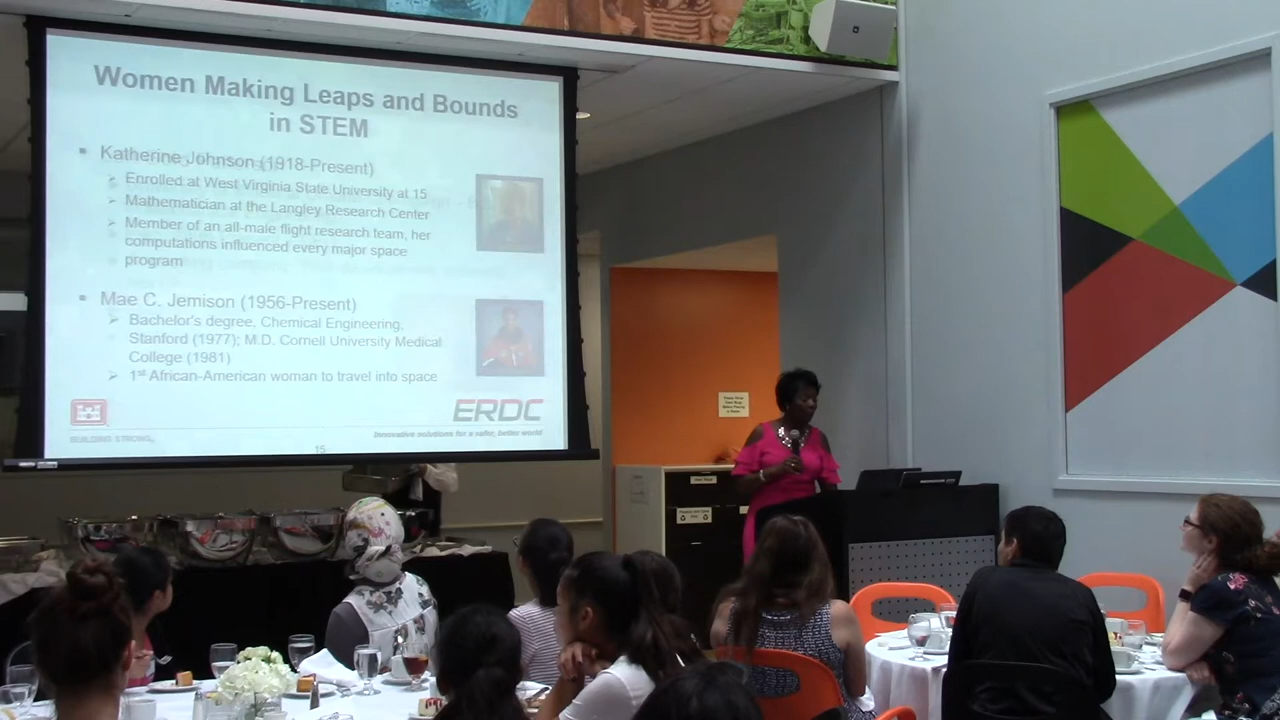 Women Making Leaps and Bounds
in STEM
Katherine Johnson (1918-Present)
Enrolled at West Virginia State University at 15
Mathematician at the Langley Research Center
Member of an all-male flight research team, her
computations influenced every major space
program
Mae C. Jemison (1956-Present)
Bachelor's degree, Chemical Engineering,
Stanford (1977); M.D. Cornell University Medical
College (1981)
1st African-American woman to travel into space
ERDC
BUILDING STRONG®
Innovative solutions for a safer, better world
15